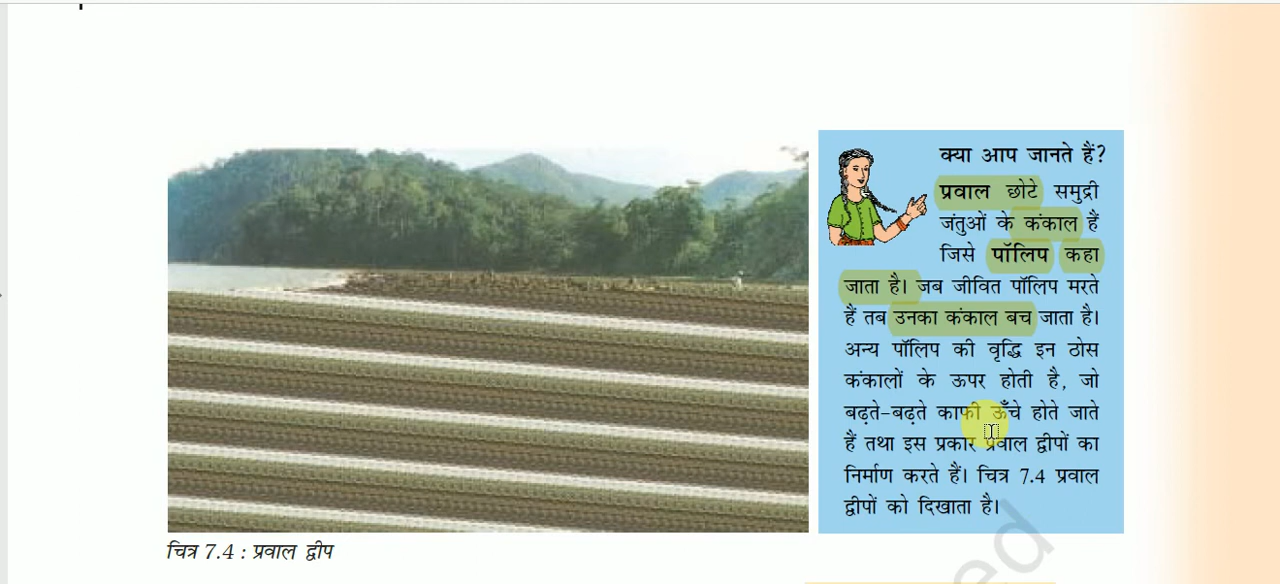 क्या आप जानते हैं?
प्रवाल छोटे समुद्री
जंतुओं के कंकाल हैं
जिसे पॉलिप कहा
जाता है। जब जीवित पॉलिप मरते
हैं तब उनका कंकाल बच जाता है।
अन्य पॉलिप की वृद्धि इन ठोस
कंकालों के ऊपर होती है, जो
बढ़ते-बढ़ते काफी ऊँचे होते जाते
हैं तथा इस प्रकार प्रवाल द्वीपों का
निर्माण करते हैं। चित्र 7.4 प्रवाल
द्वीपों को दिखाता है।
चित्र 7.4 : प्रवाल द्वीप
ed